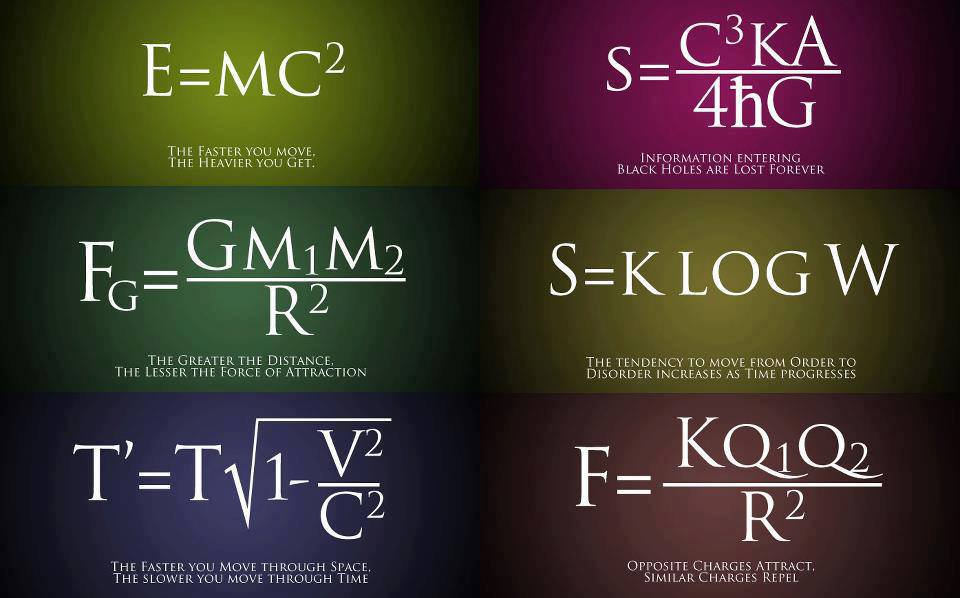 E=MC²
The Faster you move,
The Heavier you Get.
S=C³KA
4ħG
Information entering
Black Holes are Lost Forever
F_G=GM₁M₂
R²
The Greater the Distance,
The Lesser the Force of Attraction
S=K LOG W
The tendency to move from Order to
Disorder increases as Time progresses
T'=T√1-V²
C²
The Faster you Move through Space,
The slower you move through Time
F=KQ₁Q₂
R²
Opposite Charges Attract,
Similar Charges Repel